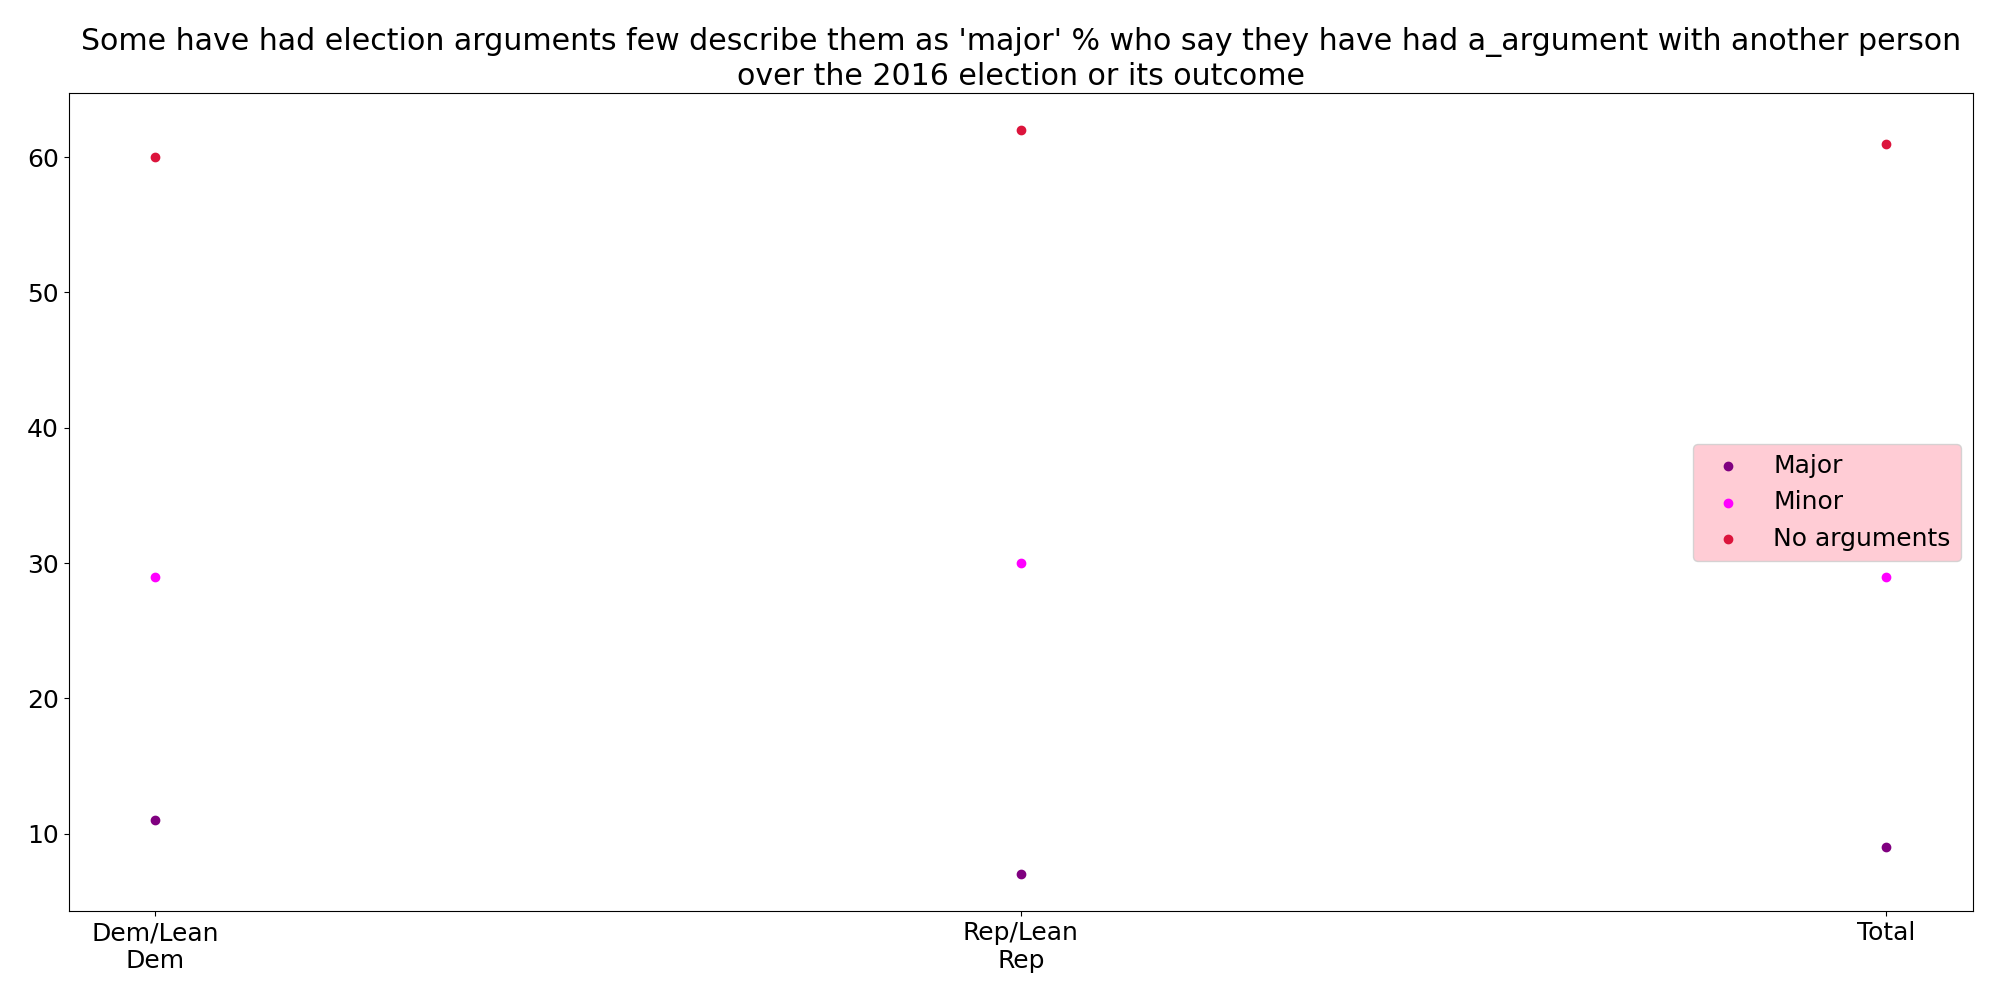 Some have had election arguments few describe them as 'major' % who say they have had a_argument with another person
over the 2016 election or its outcome
60
50
40
30
20
10
Major
Minor
No arguments
Dem/Lean
Dem
Rep/Lean
Rep
Total